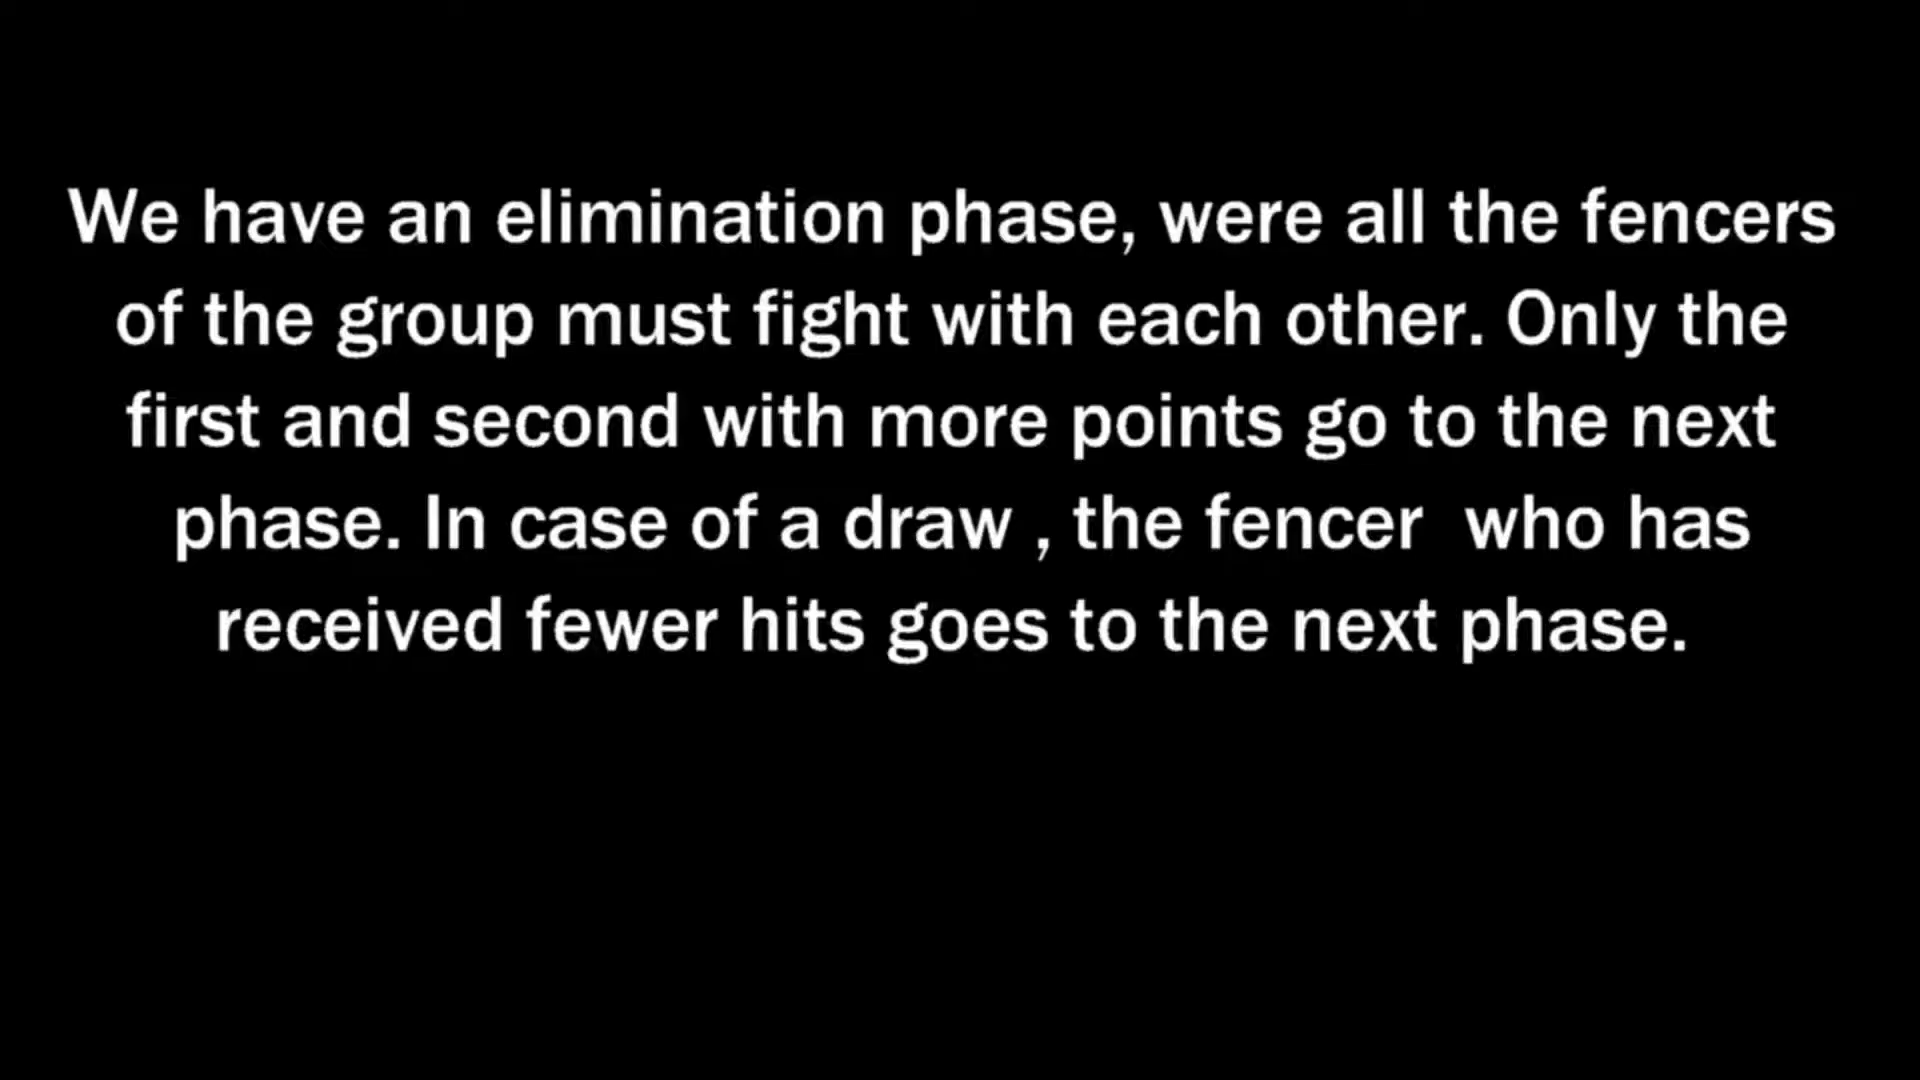 We have an elimination phase, were all the fencers
of the group must fight with each other. Only the
first and second with more points go to the next
phase. In case of a draw , the fencer  who has
received fewer hits goes to the next phase.